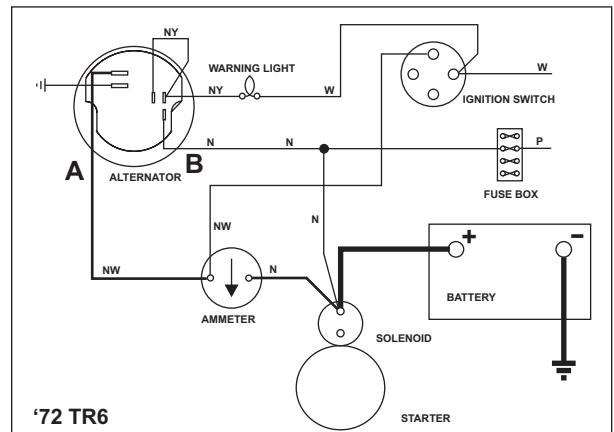 NY
WARNING LIGHT
NY
W
W
IGNITION SWITCH
A
ALTERNATOR
B
N
N
P
FUSE BOX
NW
N
+
-
NW
N
BATTERY
AMMETER
SOLENOID
STARTER
‘72 TR6